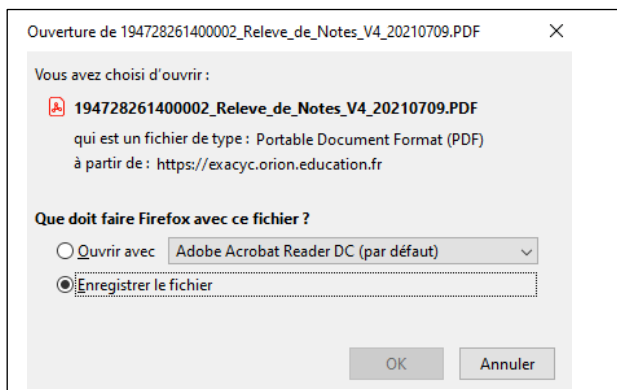 Ouverture de 194728261400002_Releve_de_Notes_V4_20210709.PDF
Vous avez choisi d'ouvrir :
194728261400002_Releve_de_Notes_V4_20210709.PDF
qui est un fichier de type : Portable Document Format (PDF)
à partir de : https://exacyc.orion.education.fr
Que doit faire Firefox avec ce fichier ?
Ouvrir avec Adobe Acrobat Reader DC (par défaut)
Enregistrer le fichier
OK Annuler